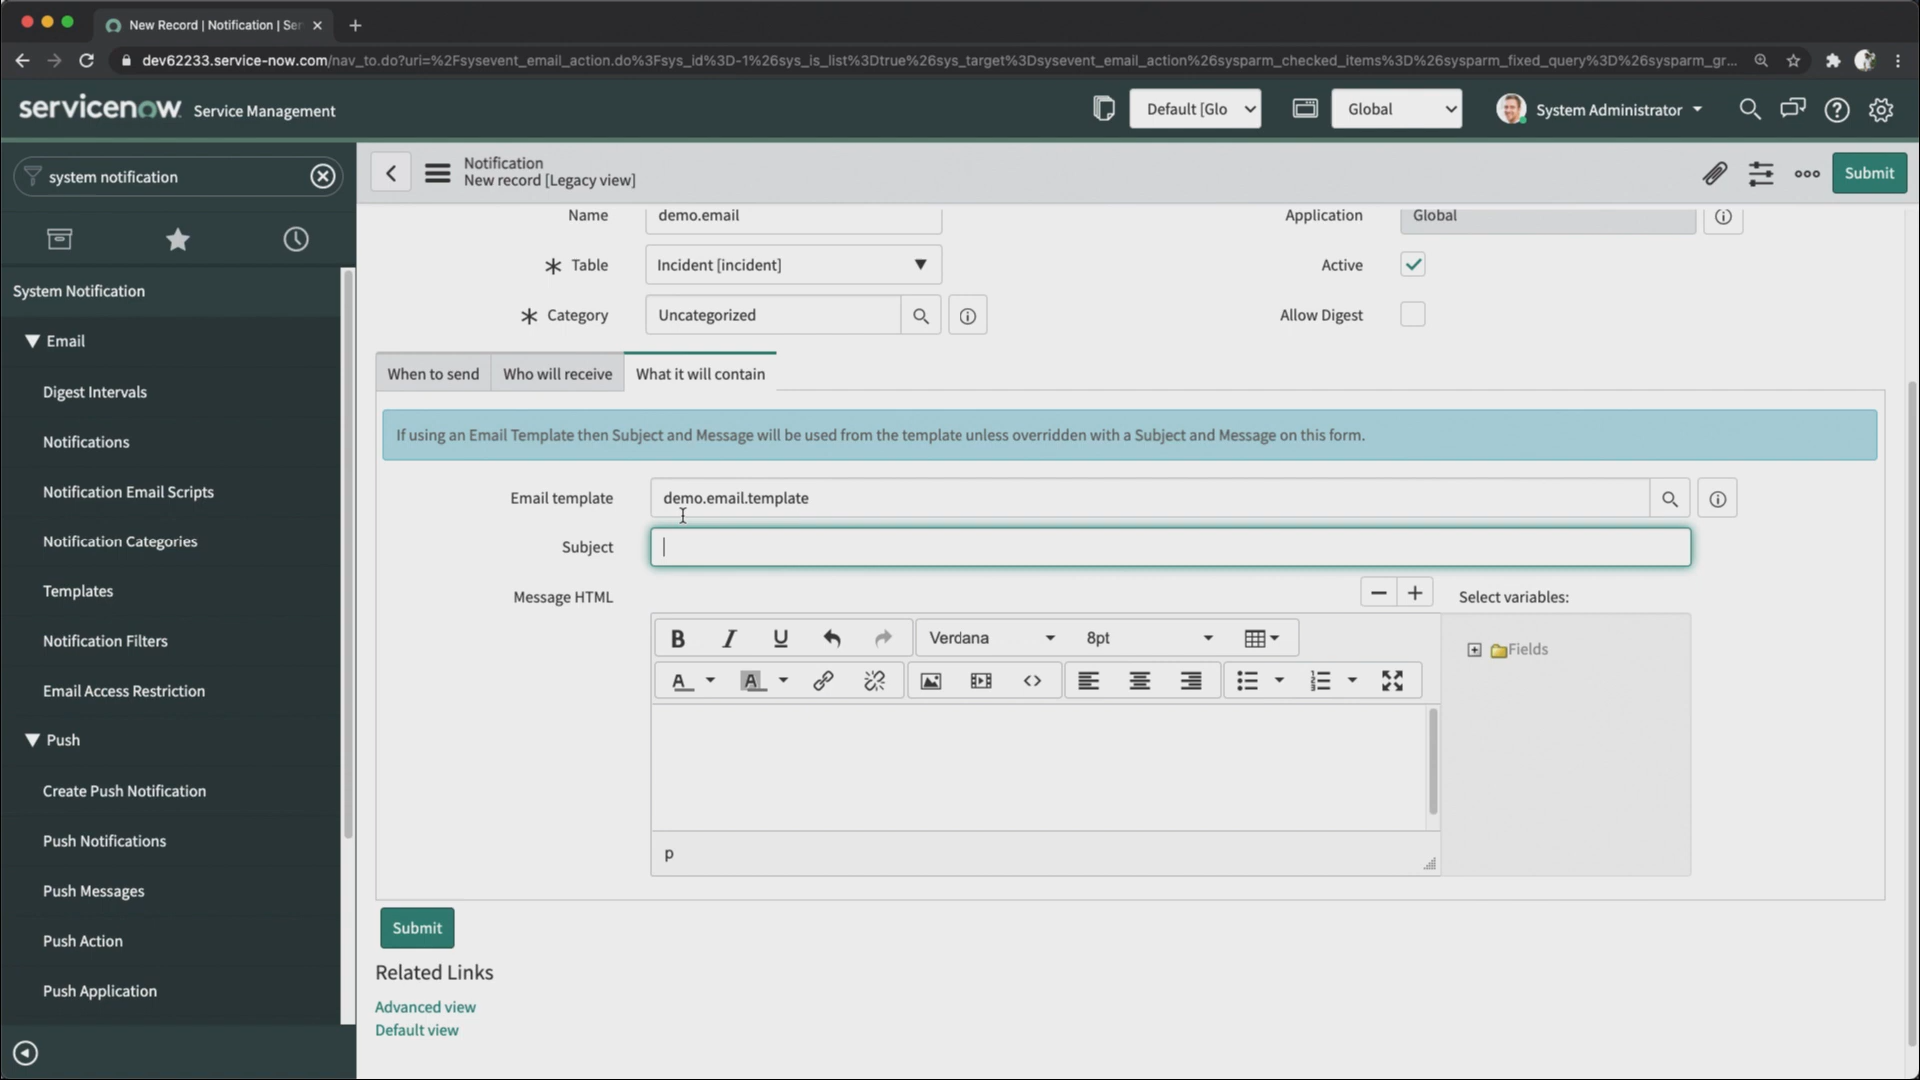 New Record | Notification | Ser
dev62233.service-now.com/nav_to.do?uri=%2Fsysevent_email_action.do%3Fsys_id%3D-1%26sys_is_list%3Dtrue%26sys_target%3Dsysevent_email_action%26sysparm_checked_items%3D%26sysparm_fixed_query%3D%26sysparm_gr...
servicenow Service Management
Default [Glo
Global
System Administrator
system notification
System Notification
Email
Digest Intervals
Notifications
Notification Email Scripts
Notification Categories
Templates
Notification Filters
Email Access Restriction
Push
Create Push Notification
Push Notifications
Push Messages
Push Action
Push Application
Notification
New record [Legacy view]
Submit
Name demo.email
Application Global
Table Incident [incident]
Active
Category Uncategorized
Allow Digest
When to send Who will receive What it will contain
If using an Email Template then Subject and Message will be used from the template unless overridden with a Subject and Message on this form.
Email template demo.email.template
Subject
Message HTML
Select variables:
B I U Verdana 8pt
Fields
A A
p
Submit
Related Links
Advanced view
Default view